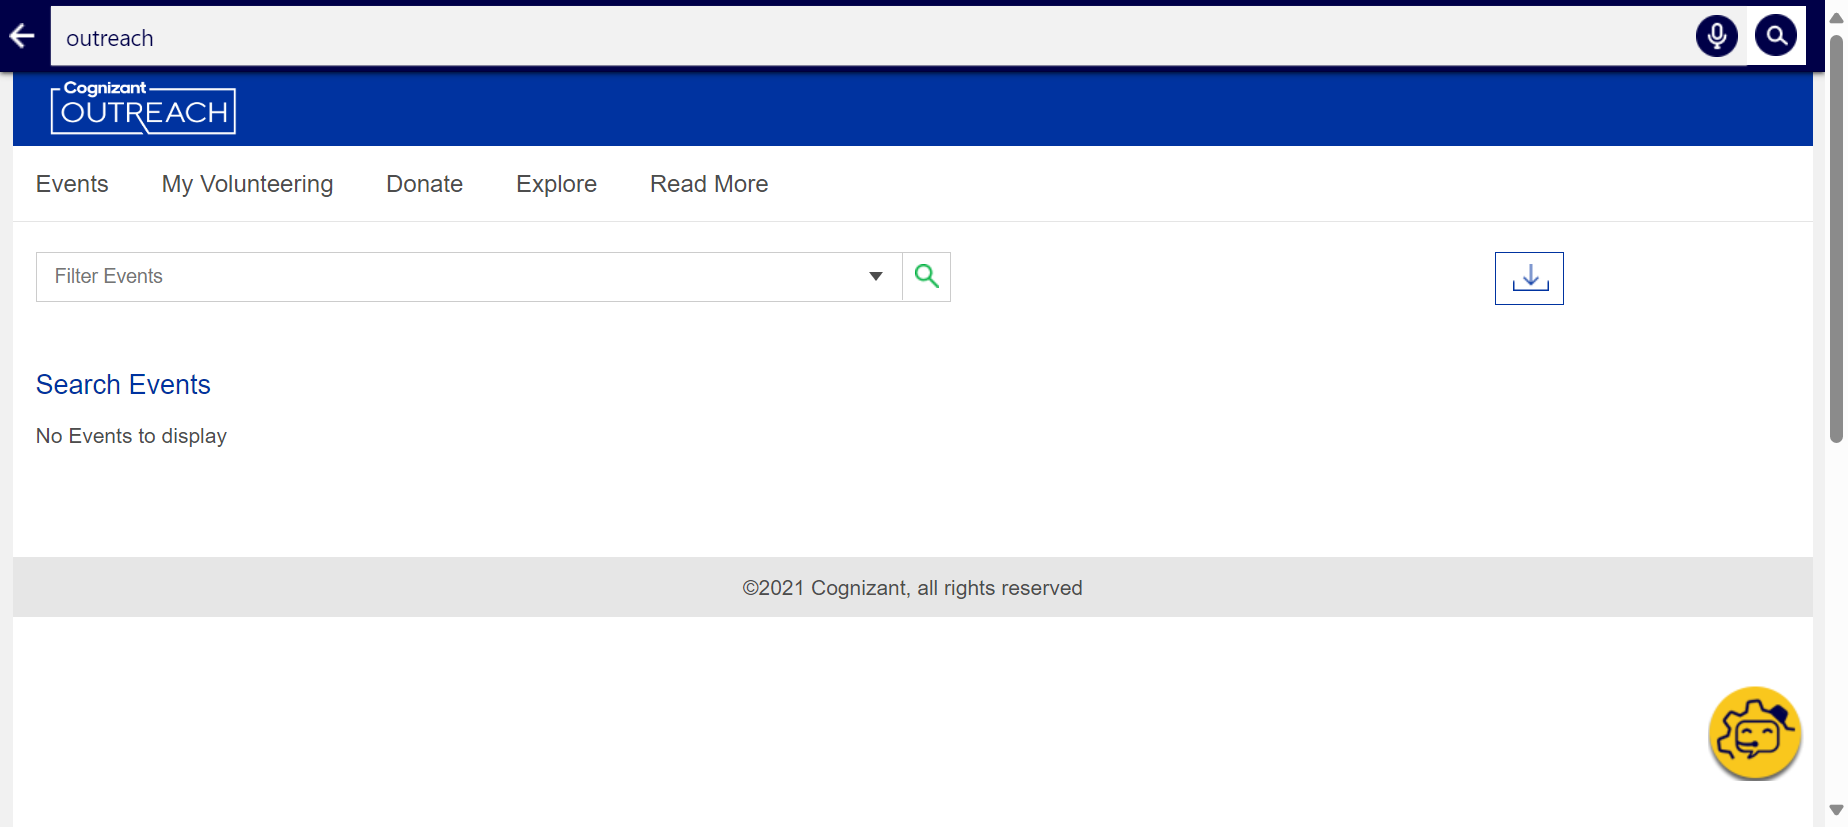 outreach
Cognizant
OUTREACH
Events My Volunteering Donate Explore Read More
Filter Events
Search Events
No Events to display
©2021 Cognizant, all rights reserved